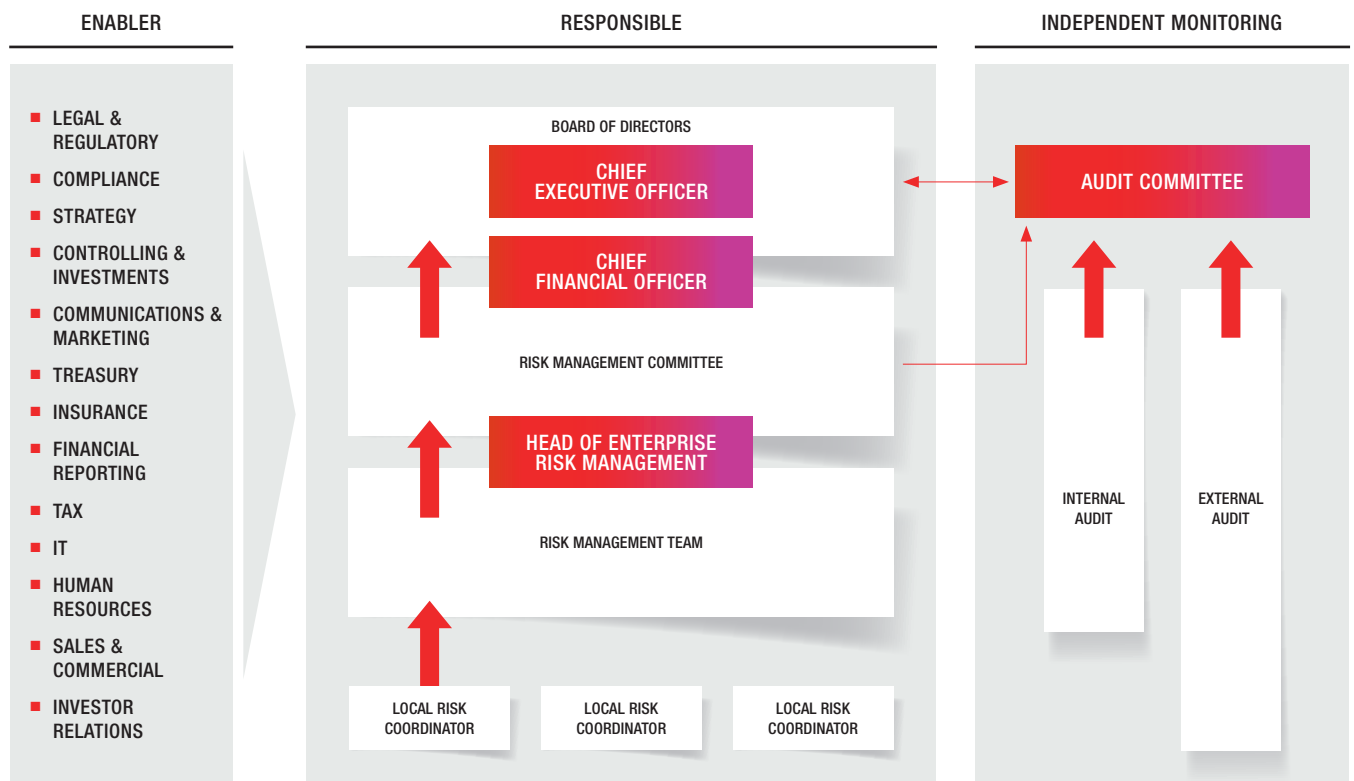 ENABLER
RESPONSIBLE
INDEPENDENT MONITORING
LEGAL &
REGULATORY
COMPLIANCE
STRATEGY
CONTROLLING &
INVESTMENTS
COMMUNICATIONS &
MARKETING
TREASURY
INSURANCE
FINANCIAL
REPORTING
TAX
IT
HUMAN
RESOURCES
SALES &
COMMERCIAL
INVESTOR
RELATIONS
BOARD OF DIRECTORS
CHIEF
EXECUTIVE OFFICER
CHIEF
FINANCIAL OFFICER
RISK MANAGEMENT COMMITTEE
HEAD OF ENTERPRISE
RISK MANAGEMENT
RISK MANAGEMENT TEAM
LOCAL RISK
COORDINATOR
LOCAL RISK
COORDINATOR
LOCAL RISK
COORDINATOR
AUDIT COMMITTEE
INTERNAL
AUDIT
EXTERNAL
AUDIT